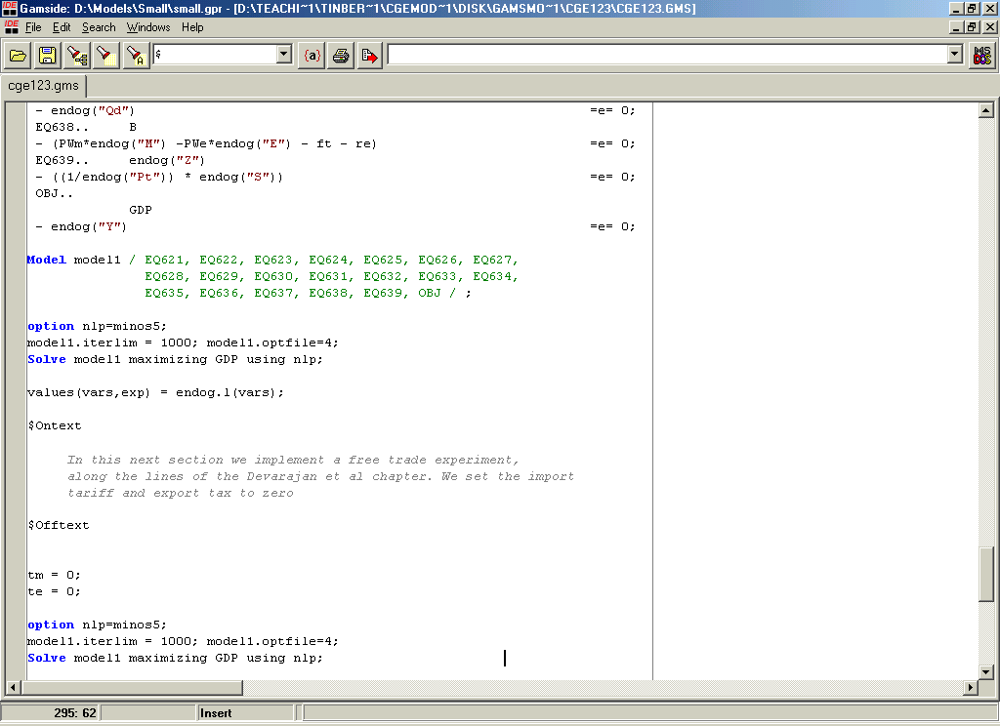 Gamside: D:\Models\Small\small.gpr - [D:\TEACHI~1\TINBER~1\CGEMOD~1\DISK\GAMSMO~1\CGE123\CGE123.GMS]
File Edit Search Windows Help
$ {a} MS DOS
cge123.gms
- endog("Qd") =e= 0;
EQ638.. B
- (PWm*endog("M") -PWe*endog("E") - ft - re) =e= 0;
EQ639.. endog("Z")
- ((1/endog("Pt")) * endog("S")) =e= 0;
OBJ..
GDP
- endog("Y") =e= 0;
Model model1 / EQ621, EQ622, EQ623, EQ624, EQ625, EQ626, EQ627,
EQ628, EQ629, EQ630, EQ631, EQ632, EQ633, EQ634,
EQ635, EQ636, EQ637, EQ638, EQ639, OBJ / ;
option nlp=minos5;
model1.iterlim = 1000; model1.optfile=4;
Solve model1 maximizing GDP using nlp;
values(vars,exp) = endog.l(vars);
$Ontext
In this next section we implement a free trade experiment,
along the lines of the Devarajan et al chapter. We set the import
tariff and export tax to zero
$Offtext
tm = 0;
te = 0;
option nlp=minos5;
model1.iterlim = 1000; model1.optfile=4;
Solve model1 maximizing GDP using nlp;
295: 62 Insert